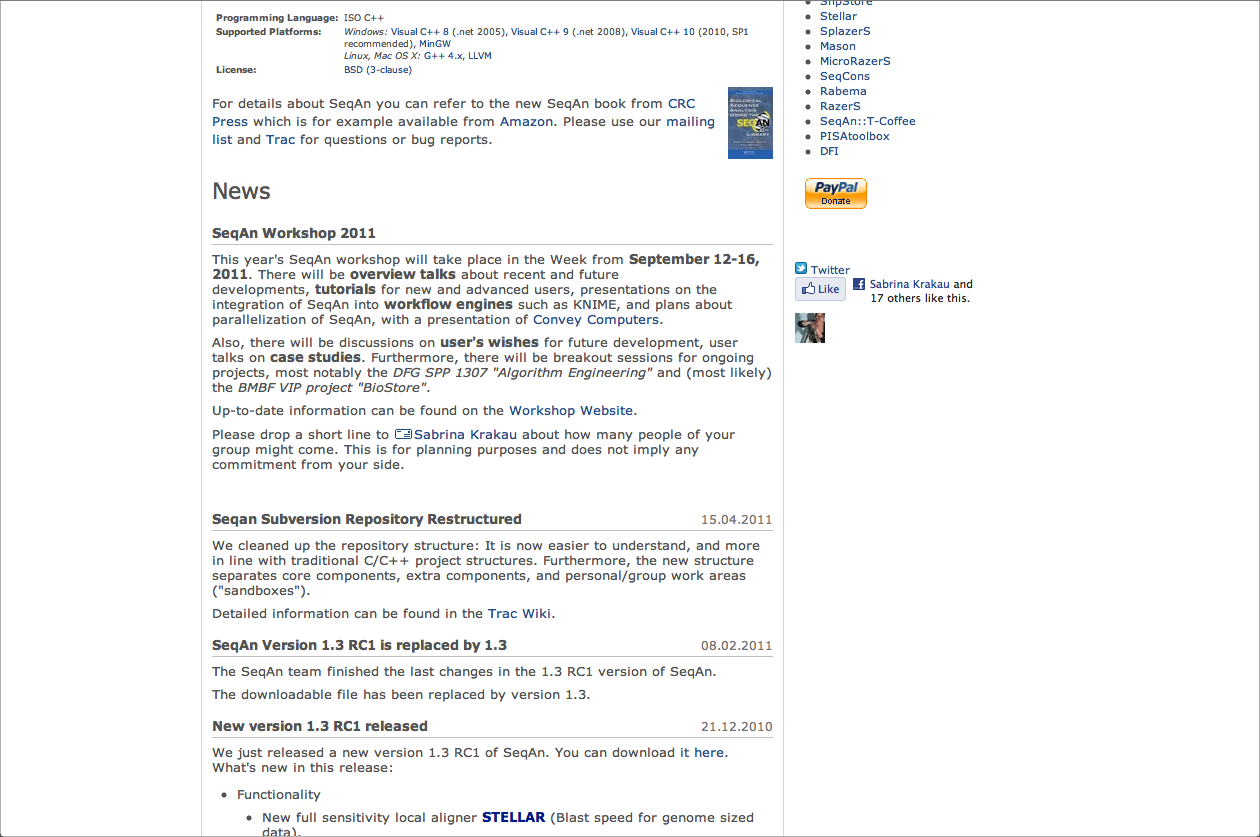 Programming Language: ISO C++
Supported Platforms: Windows: Visual C++ 8 (.net 2005), Visual C++ 9 (.net 2008), Visual C++ 10 (2010, SP1
recommended), MinGW
Linux, Mac OS X: G++ 4.x, LLVM
License: BSD (3-clause)
For details about SeqAn you can refer to the new SeqAn book from CRC
Press which is for example available from Amazon. Please use our mailing
list and Trac for questions or bug reports.
BIOLOGICAL
SEQUENCE
ANALYSIS
USING THE
SEQAN
C++
LIBRARY
News
SeqAn Workshop 2011
This year's SeqAn workshop will take place in the Week from September 12-16,
2011. There will be overview talks about recent and future
developments, tutorials for new and advanced users, presentations on the
integration of SeqAn into workflow engines such as KNIME, and plans about
parallelization of SeqAn, with a presentation of Convey Computers.
Also, there will be discussions on user's wishes for future development, user
talks on case studies. Furthermore, there will be breakout sessions for ongoing
projects, most notably the DFG SPP 1307 "Algorithm Engineering" and (most likely)
the BMBF VIP project "BioStore".
Up-to-date information can be found on the Workshop Website.
Please drop a short line to Sabrina Krakau about how many people of your
group might come. This is for planning purposes and does not imply any
commitment from your side.
Seqan Subversion Repository Restructured 15.04.2011
We cleaned up the repository structure: It is now easier to understand, and more
in line with traditional C/C++ project structures. Furthermore, the new structure
separates core components, extra components, and personal/group work areas
("sandboxes").
Detailed information can be found in the Trac Wiki.
SeqAn Version 1.3 RC1 is replaced by 1.3 08.02.2011
The SeqAn team finished the last changes in the 1.3 RC1 version of SeqAn.
The downloadable file has been replaced by version 1.3.
New version 1.3 RC1 released 21.12.2010
We just released a new version 1.3 RC1 of SeqAn. You can download it here.
What's new in this release:
Functionality
New full sensitivity local aligner STELLAR (Blast speed for genome sized
data).
SnpStore
Stellar
SplazerS
Mason
MicroRazerS
SeqCons
Rabema
RazerS
SeqAn::T-Coffee
PISAtoolbox
DFI
PayPal
Donate
Twitter
Like
Sabrina Krakau and
17 others like this.